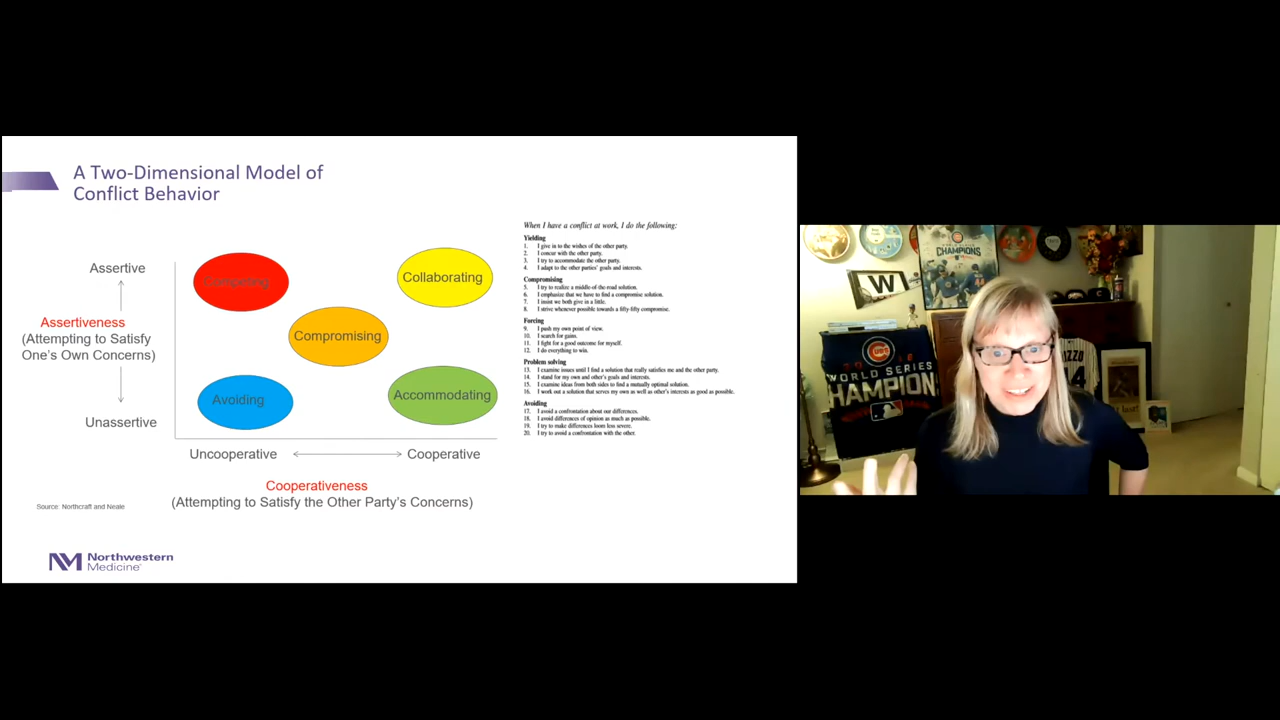 A Two-Dimensional Model of
Conflict Behavior
Assertive
Assertiveness
(Attempting to Satisfy
One's Own Concerns)
Unassertive
Competing
Collaborating
Compromising
Avoiding
Accommodating
Uncooperative
Cooperative
Cooperativeness
(Attempting to Satisfy the Other Party's Concerns)
Source: Northcraft and Neale
Northwestern
Medicine
When I have a conflict at work, I do the following:
Yielding
1. I give in to the wishes of the other party.
2. I concur with the other party.
3. I try to accommodate the other party.
4. I adapt to the other parties' goals and interests.
Compromising
5. I try to realize a middle-of-the-road solution.
6. I emphasize that we have to find a compromise solution.
7. I insist we both give in a little.
8. I strive whenever possible towards a fifty-fifty compromise.
Forcing
9. I push my own point of view.
10. I search for gains.
11. I fight for a good outcome for myself.
12. I do everything to win.
Problem solving
13. I examine issues until I find a solution that really satisfies me and the other party.
14. I stand for my own and other's goals and interests.
15. I examine ideas from both sides to find a mutually optimal solution.
16. I work out a solution that serves my own as well as other's interests as good as possible.
Avoiding
17. I avoid a confrontation about our differences.
18. I avoid differences of opinion as much as possible.
19. I try to make differences loom less severe.
20. I try to avoid a confrontation with the other.
CHAMPIONS
W
CUBS
WORLD SERIES
CHAMPION